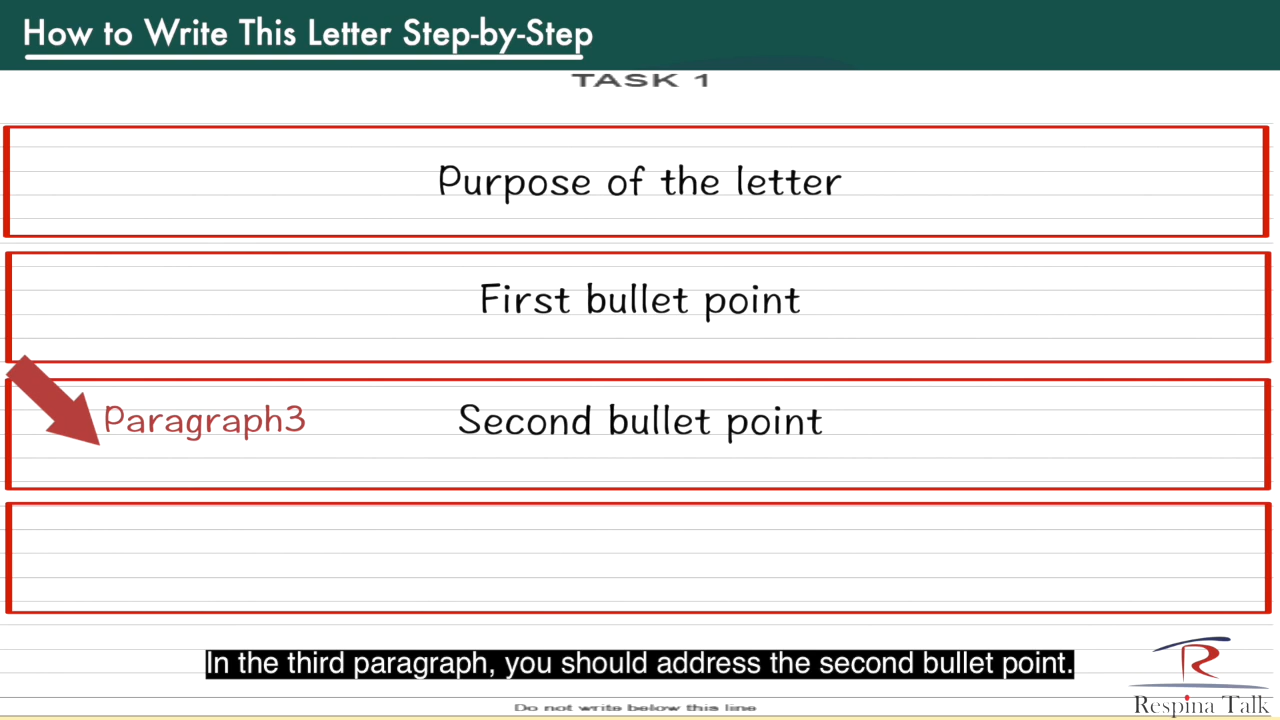 How to Write This Letter Step-by-Step
TASK 1
Purpose of the letter
First bullet point
Paragraph3
Second bullet point
In the third paragraph, you should address the second bullet point.
Do not write below this line
R
Respina Talk